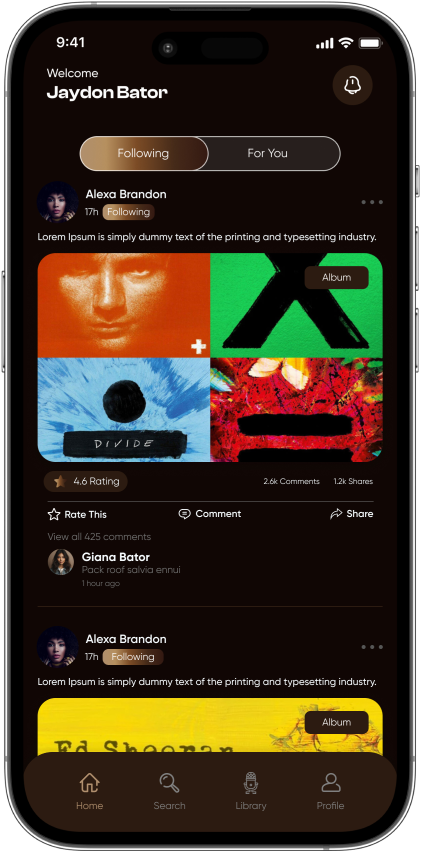 9:41
Welcome
Jaydon Bator
Following For You
Alexa Brandon
17h Following
Lorem Ipsum is simply dummy text of the printing and typesetting industry.
Album
DIVIDE
4.6 Rating 2.6k Comments 1.2k Shares
Rate This Comment Share
View all 425 comments
Giana Bator
Pack roof salvia ennui
1 hour ago
Alexa Brandon
17h Following
Lorem Ipsum is simply dummy text of the printing and typesetting industry.
Album
Ed Sheeran
Home Search Library Profile